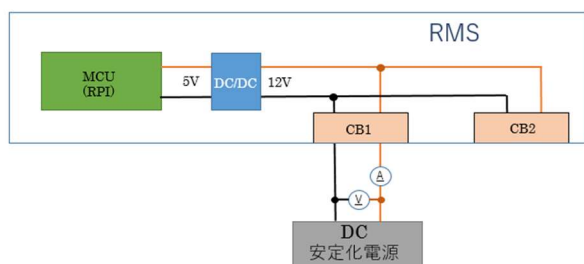 RMS
MCU
(RPI)
5V
DC/DC
12V
CB1
CB2
A
V
DC
安定化電源